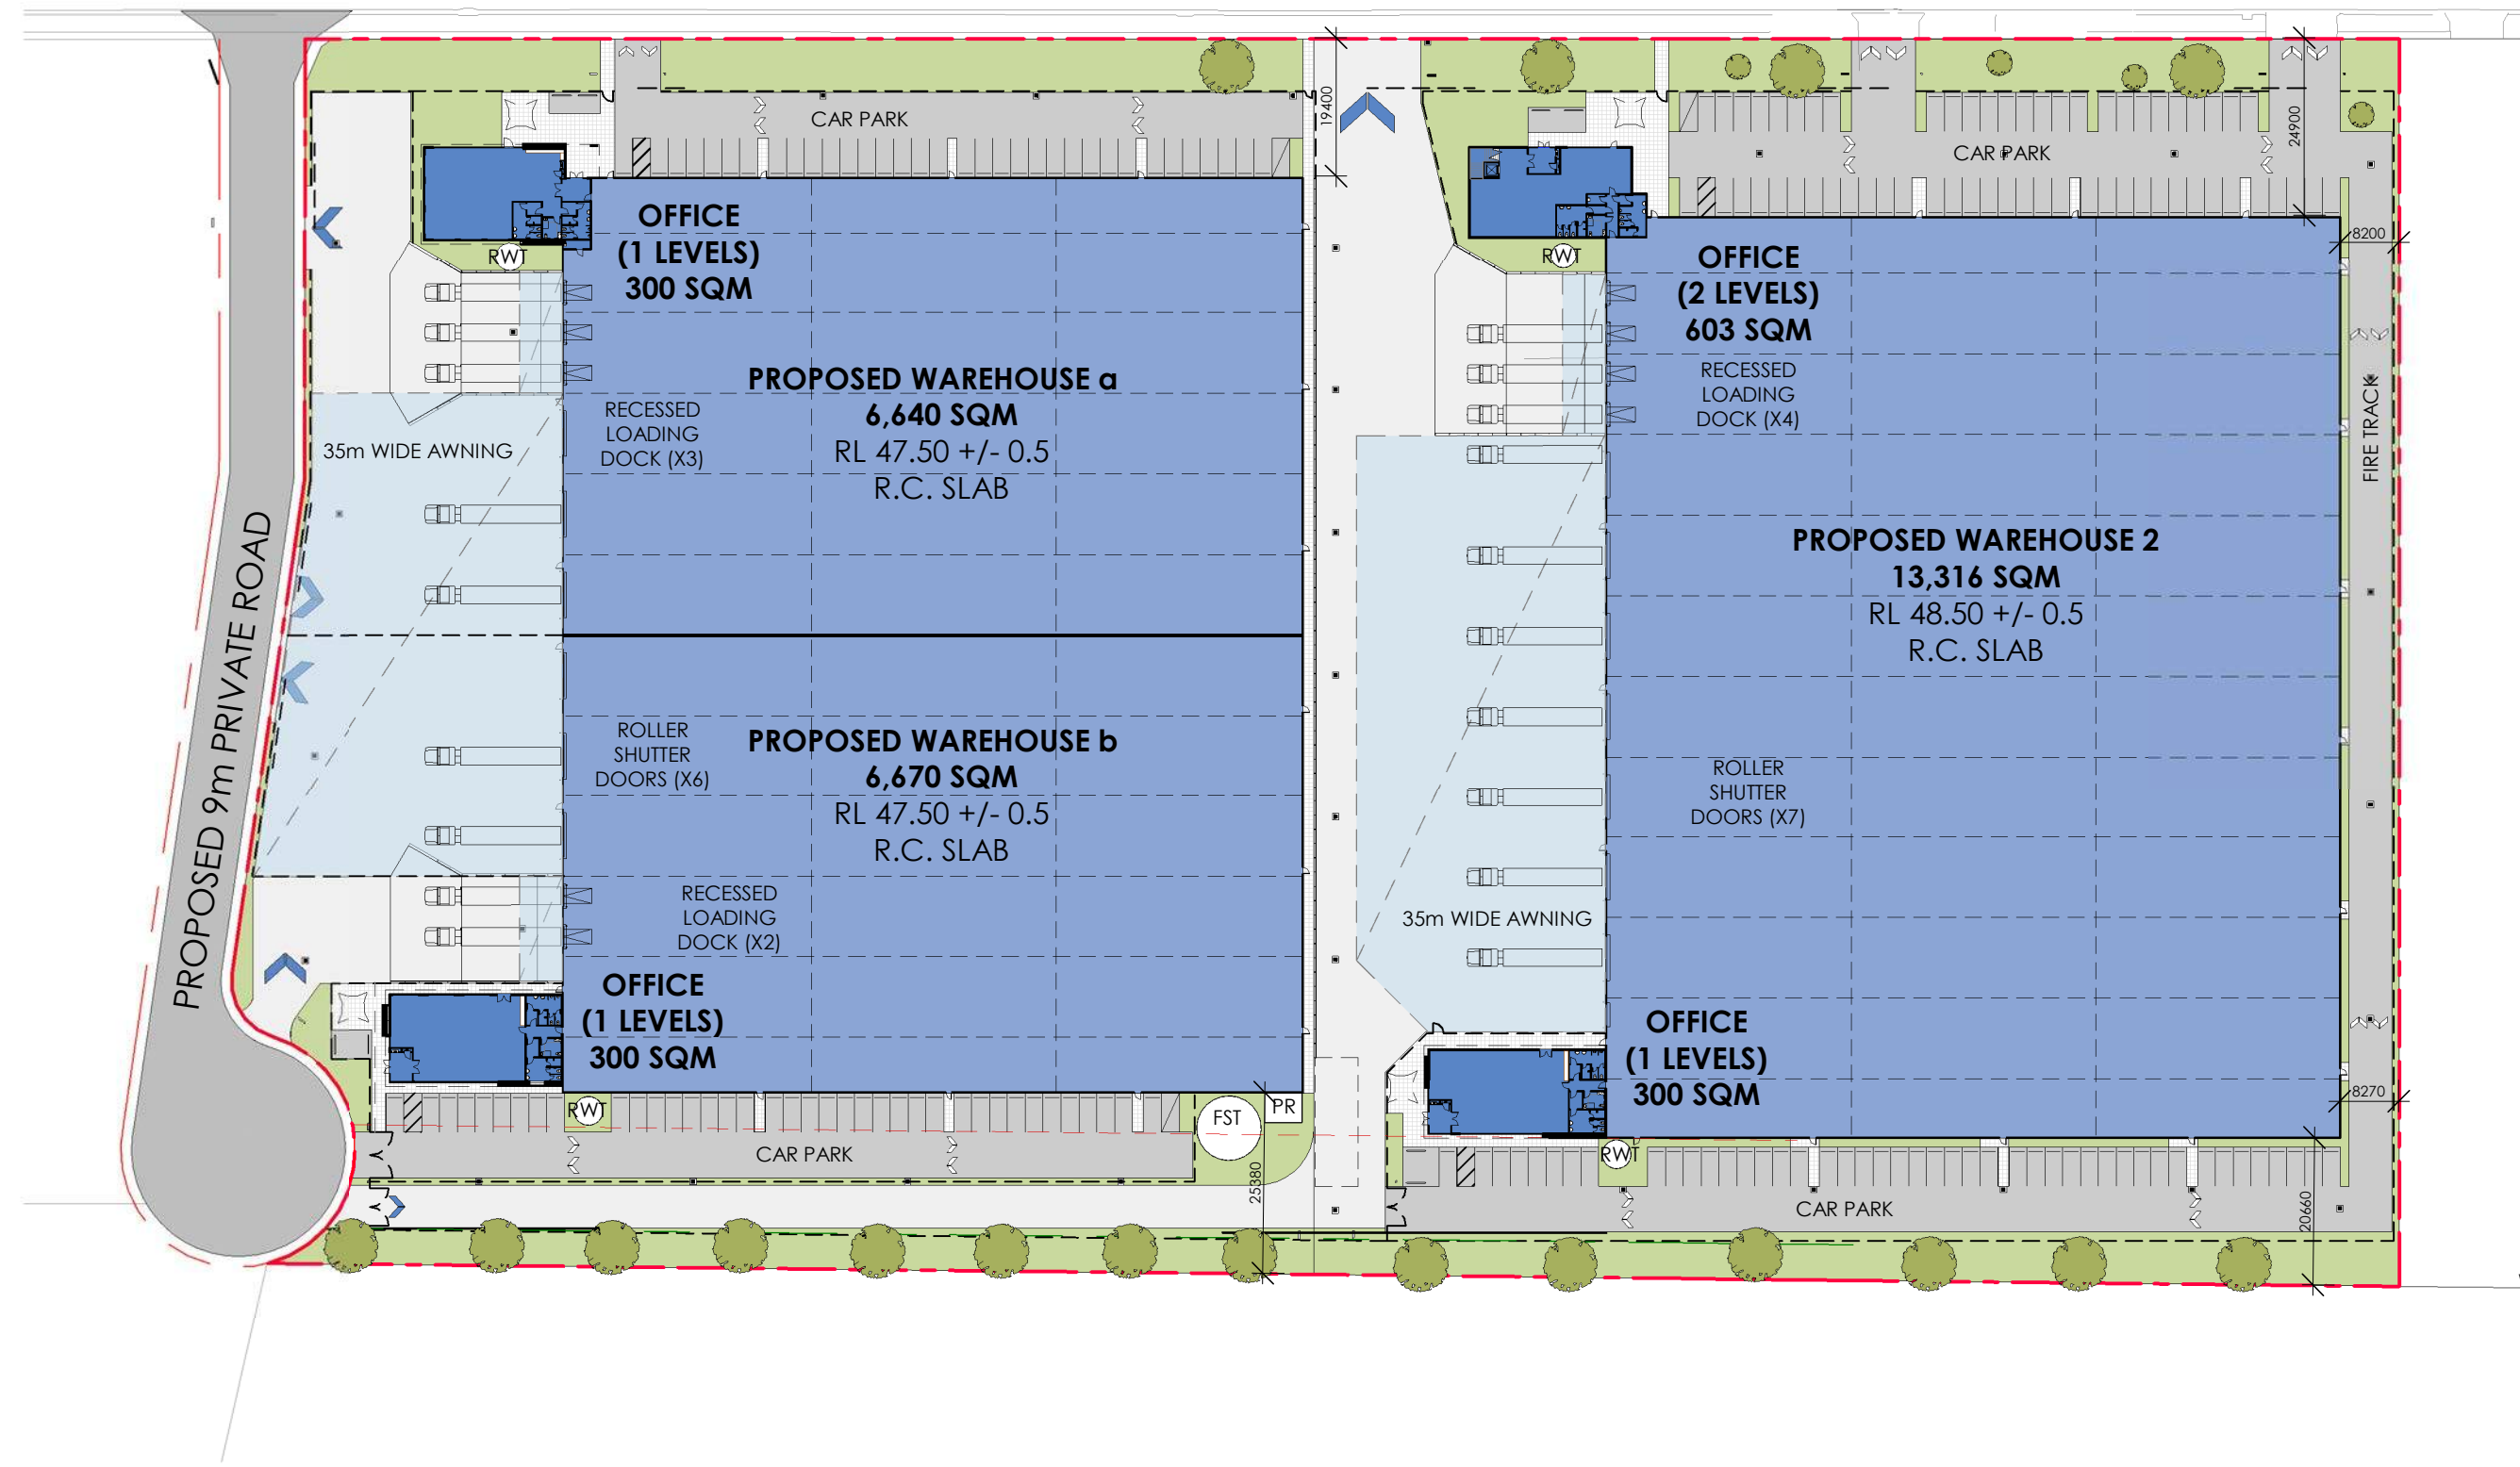 CAR PARK
19400
24900
CAR PARK
OFFICE
(1 LEVELS)
300 SQM
RWT
OFFICE
(2 LEVELS)
603 SQM
RWT
8200
PROPOSED WAREHOUSE a
6,640 SQM
RL 47.50 +/- 0.5
R.C. SLAB
RECESSED
LOADING
DOCK (X3)
35m WIDE AWNING
RECESSED
LOADING
DOCK (X4)
FIRE TRACK
PROPOSED 9m PRIVATE ROAD
PROPOSED WAREHOUSE 2
13,316 SQM
RL 48.50 +/- 0.5
R.C. SLAB
ROLLER
SHUTTER
DOORS (X6)
PROPOSED WAREHOUSE b
6,670 SQM
RL 47.50 +/- 0.5
R.C. SLAB
ROLLER
SHUTTER
DOORS (X7)
RECESSED
LOADING
DOCK (X2)
35m WIDE AWNING
OFFICE
(1 LEVELS)
300 SQM
OFFICE
(1 LEVELS)
300 SQM
8270
RWT
FST
PR
CAR PARK
RWT
25380
CAR PARK
20660